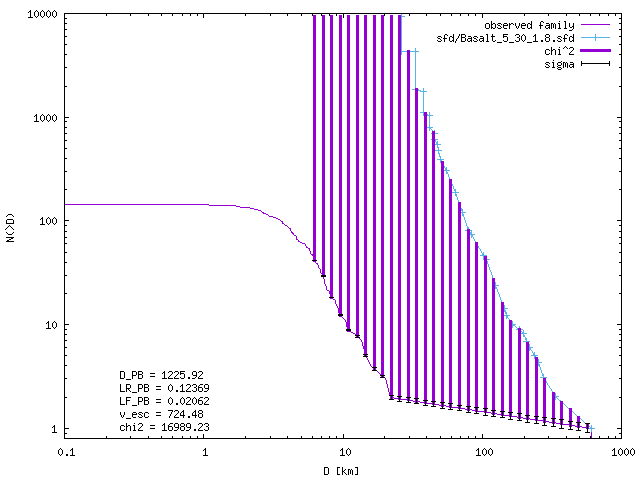 10000
1000
100
10
1
N(>D)
observed family
sfd/Basalt_5_30_1.8.sfd
chi^2
sigma
D_PB = 1225.92
LR_PB = 0.12369
LF_PB = 0.02062
v_esc = 724.48
chi2 = 16989.23
0.1 1 10 100 1000
D [km]